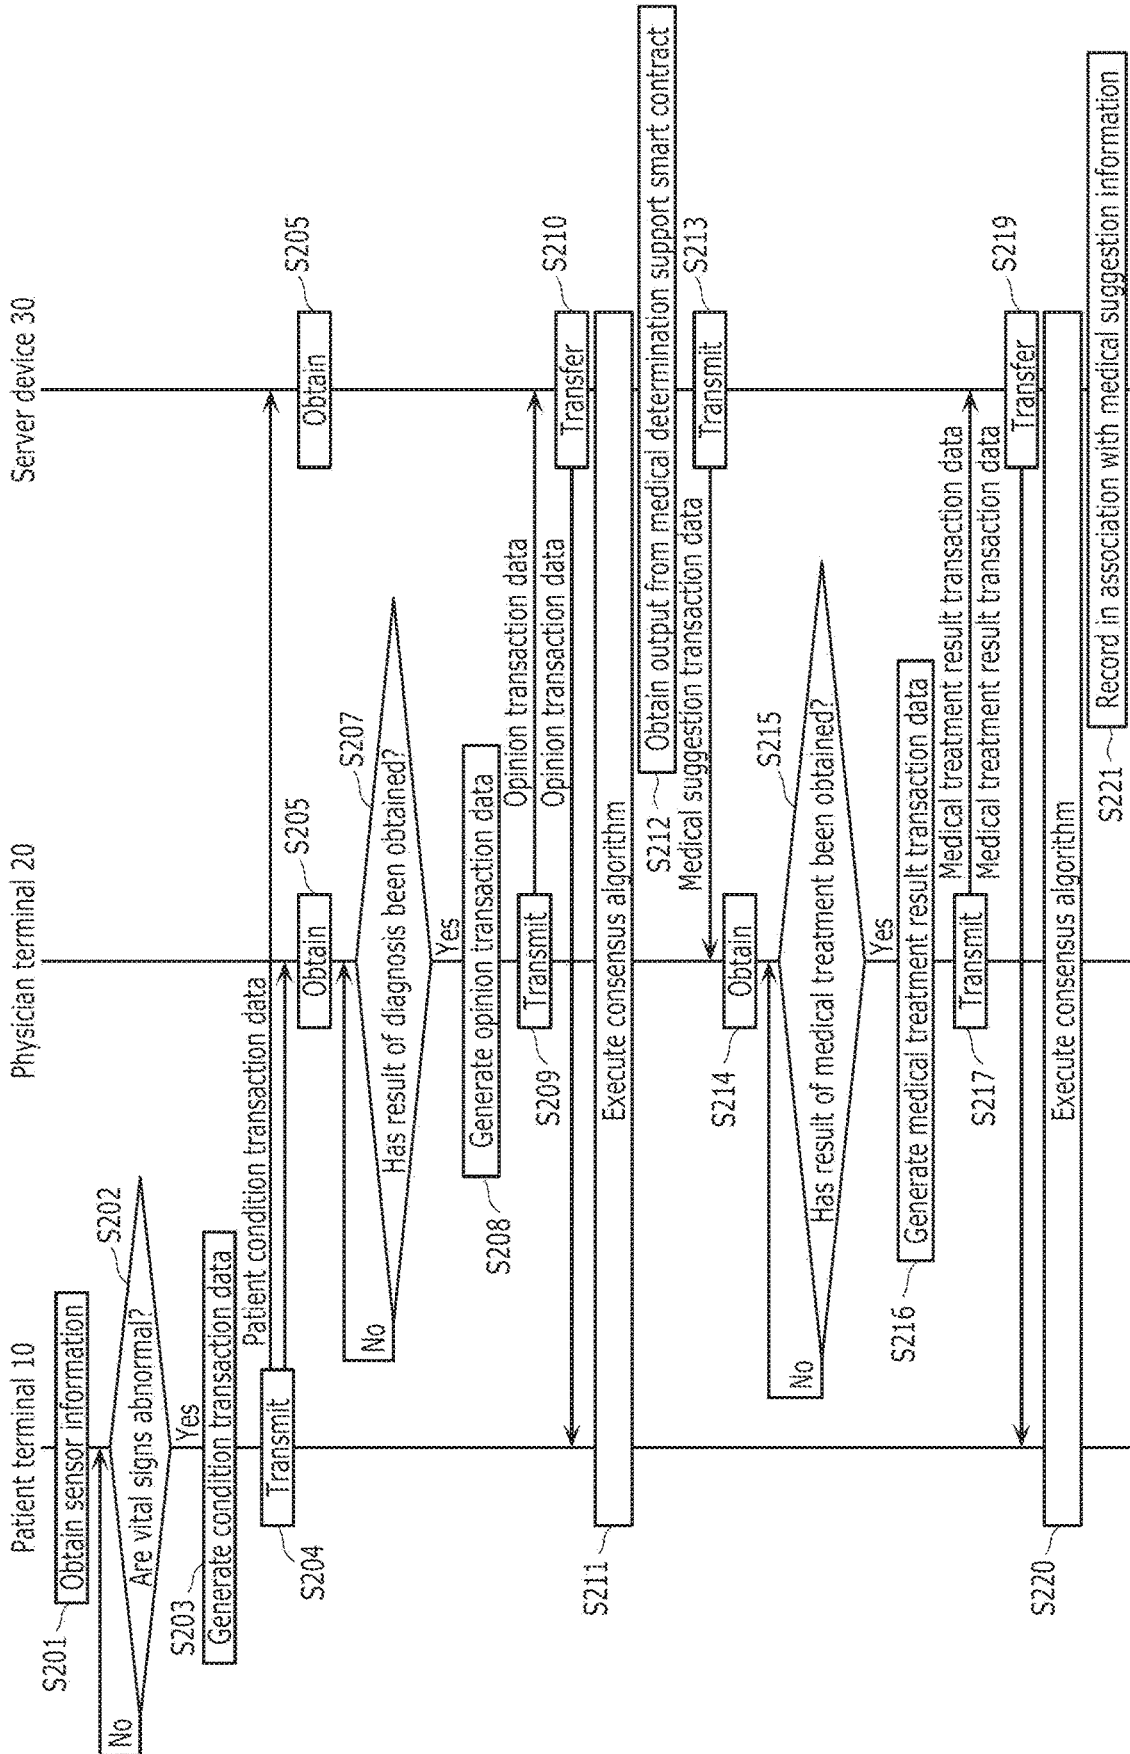 Patient terminal 10
Physician terminal 20
Server device 30
S201
Obtain sensor information
S202
Are vital signs abnormal?
No
Yes
S203
Generate condition transaction data
Patient condition transaction data
S204
Transmit
S205
Obtain
S205
Obtain
S207
Has result of diagnosis been obtained?
No
Yes
S208
Generate opinion transaction data
Opinion transaction data
S209
Transmit
Opinion transaction data
S210
Transfer
S211
Execute consensus algorithm
S212
Obtain output from medical determination support smart contract
Medical suggestion transaction data
S213
Transmit
S214
Obtain
S215
Has result of medical treatment been obtained?
No
Yes
S216
Generate medical treatment result transaction data
Medical treatment result transaction data
S217
Transmit
Medical treatment result transaction data
S219
Transfer
S220
Execute consensus algorithm
S221
Record in association with medical suggestion information